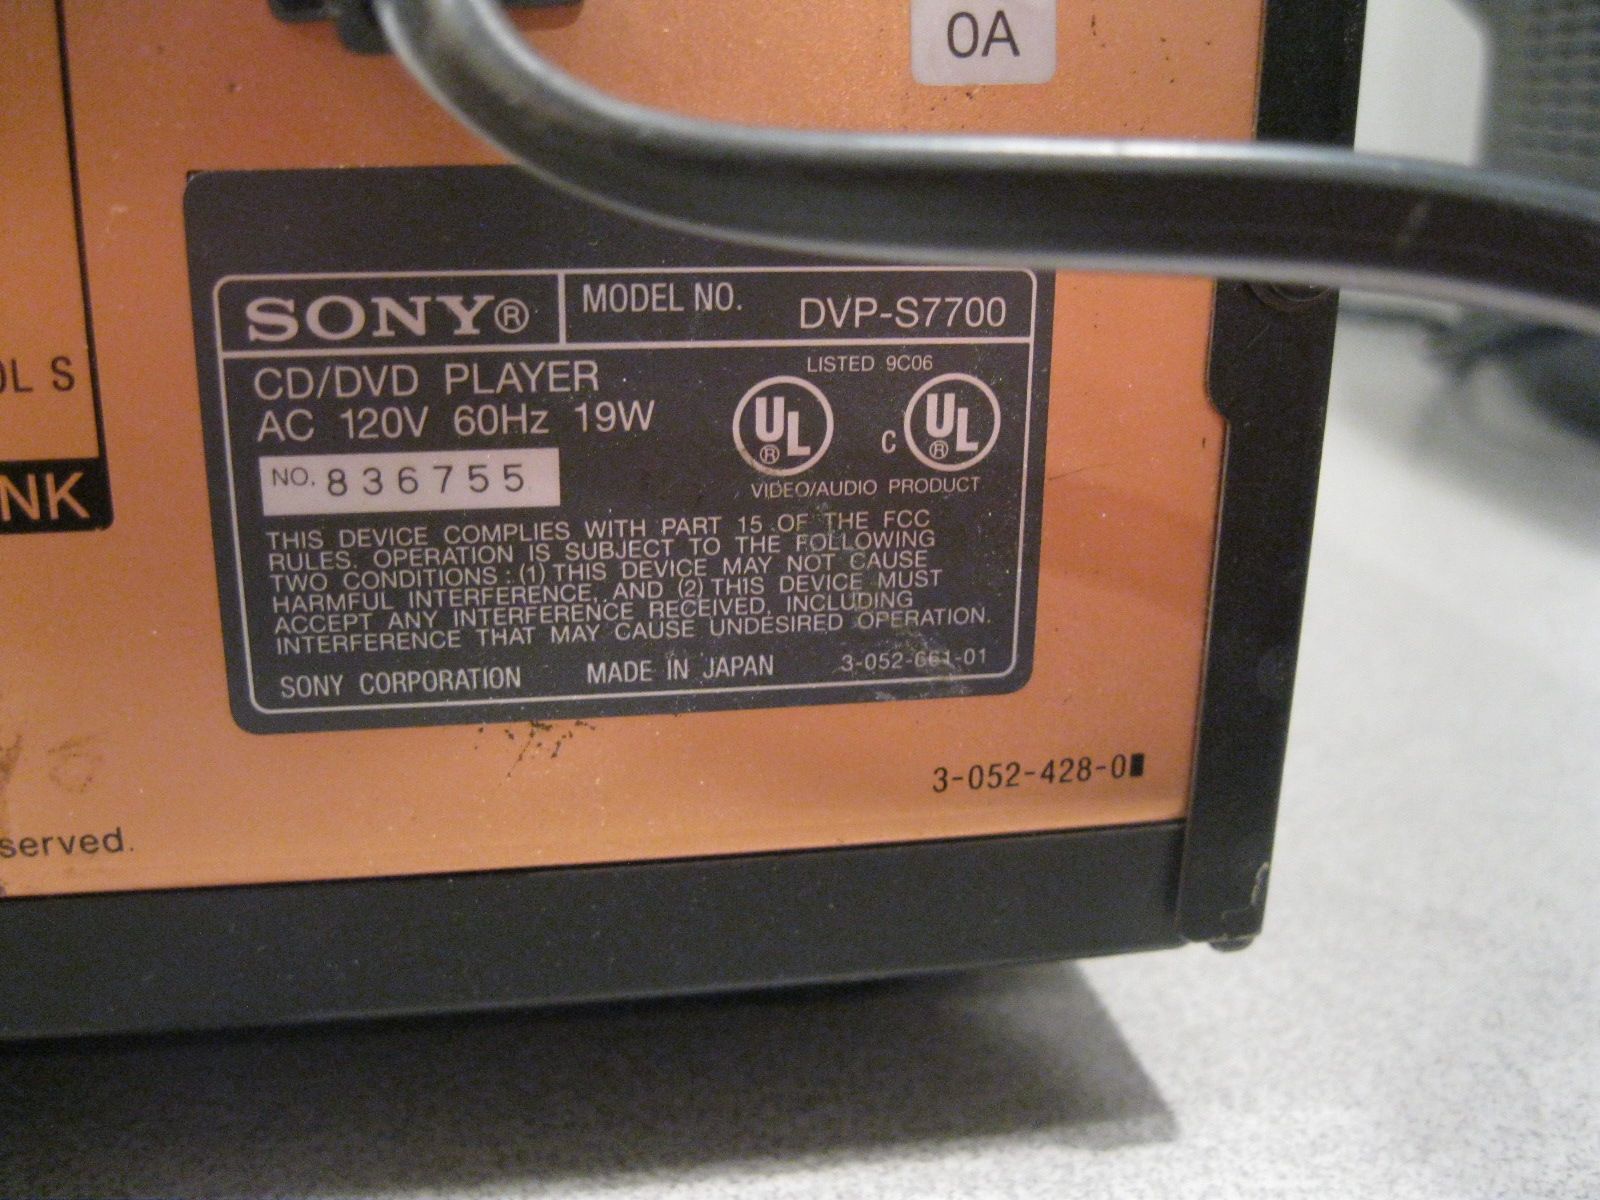 0A
SONY®
MODEL NO. DVP-S7700
CD/DVD PLAYER
AC 120V 60Hz 19W
NO. 836755
LISTED 9C06
UL® C UL®
VIDEO/AUDIO PRODUCT
THIS DEVICE COMPLIES WITH PART 15 OF THE FCC
RULES. OPERATION IS SUBJECT TO THE FOLLOWING
TWO CONDITIONS : (1) THIS DEVICE MAY NOT CAUSE
HARMFUL INTERFERENCE, AND (2) THIS DEVICE MUST
ACCEPT ANY INTERFERENCE RECEIVED, INCLUDING
INTERFERENCE THAT MAY CAUSE UNDESIRED OPERATION.
SONY CORPORATION MADE IN JAPAN 3-052-661-01
3-052-428-0
OL S
NK
served.